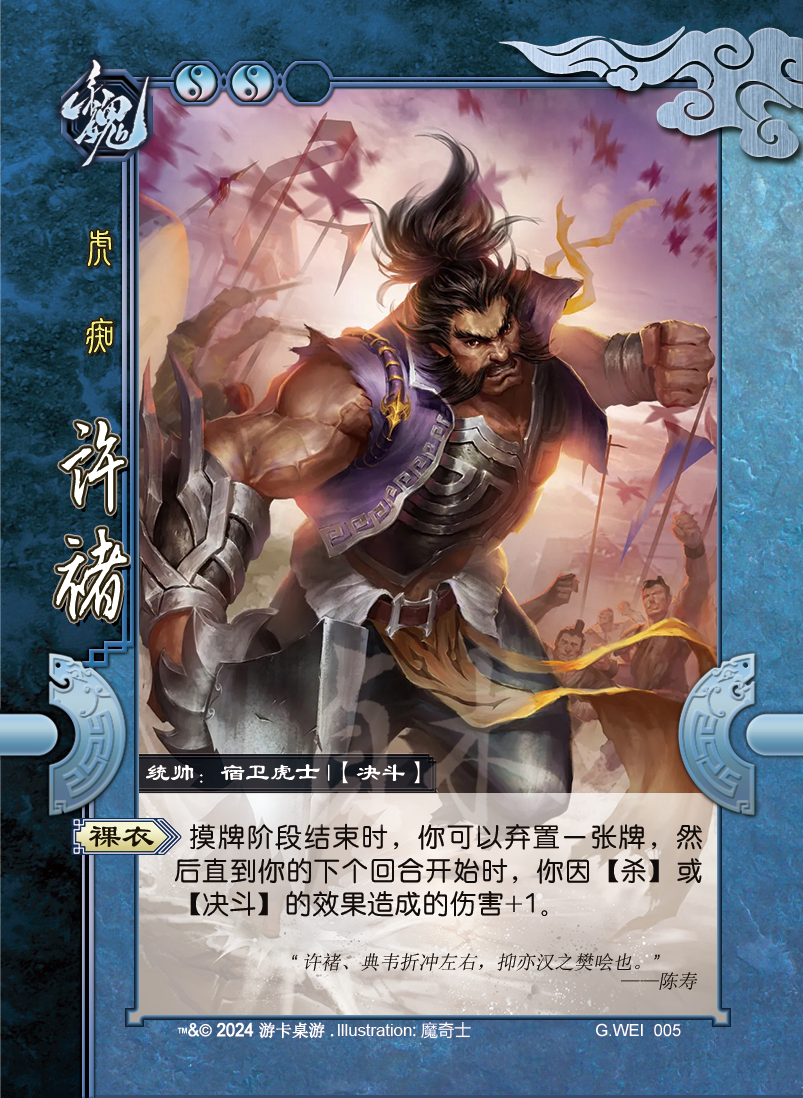 魏
虎痴
许褚
统帅：宿卫虎士|【决斗】
裸衣
摸牌阶段结束时，你可以弃置一张牌，然
后直到你的下个回合开始时，你因【杀】或
【决斗】的效果造成的伤害+1。
“许褚、典韦折冲左右，抑亦汉之樊哙也。”
——陈寿
™&© 2024 游卡桌游 .Illustration: 魔奇士
G.WEI 005